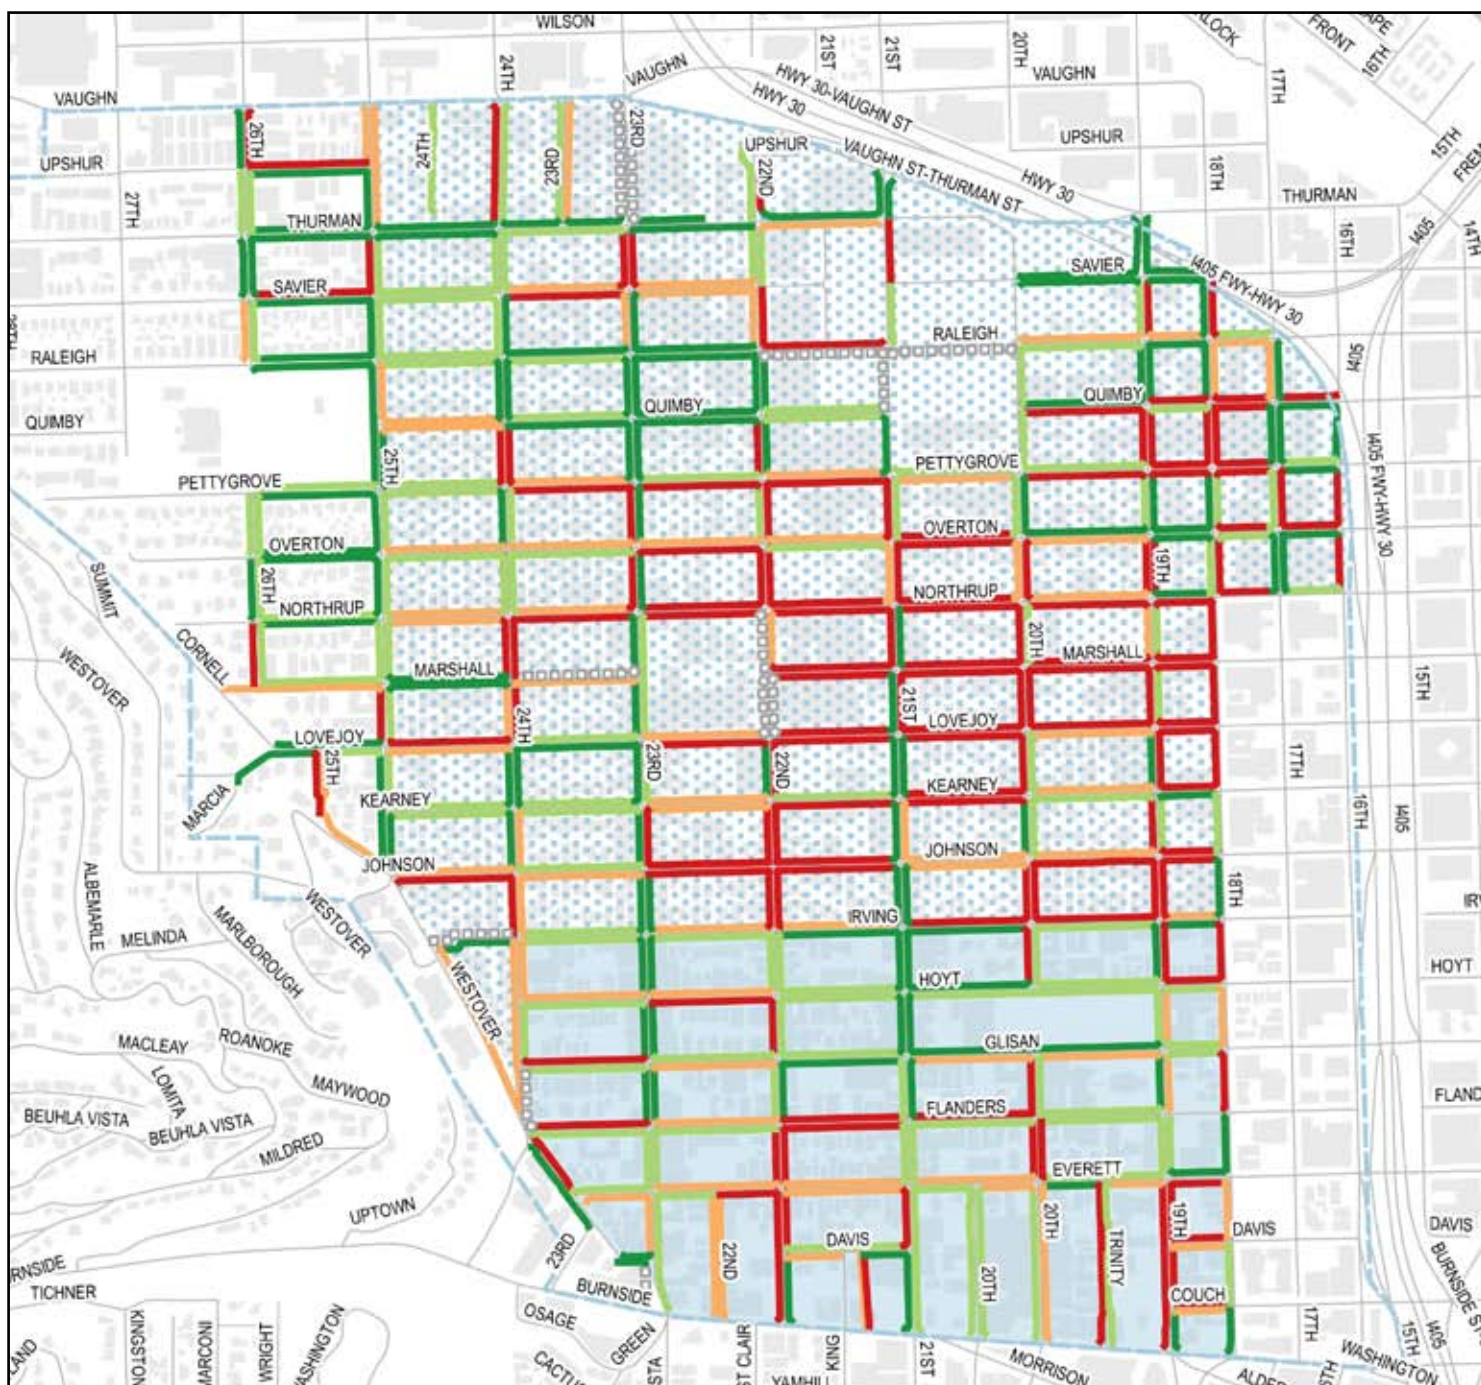 WILSON
LOCK
FRONT
16TH
24TH
21ST
21ST
20TH
VAUGHN
HWY 30-VAUGHN ST
HWY 30
VAUGHN
17TH
VAUGHN
26TH
24TH
23RD
23RD
UPSHUR
22ND
VAUGHN ST-THURMAN ST
HWY 30
UPSHUR
15TH
UPSHUR
18TH
27TH
THURMAN
THURMAN
16TH
I405
14TH
SAVIER
SAVIER
I405 FWY-HWY 30
RALEIGH
RALEIGH
I405
QUIMBY
QUIMBY
QUIMBY
25TH
PETTYGROVE
I405 FWY-HWY 30
PETTYGROVE
OVERTON
OVERTON
SUMMIT
26TH
19TH
NORTHRUP
NORTHRUP
CORNELL
20TH
WESTOVER
MARSHALL
MARSHALL
15TH
24TH
21ST
LOVEJOY
LOVEJOY
25TH
23RD
22ND
17TH
MARCIA
KEARNEY
KEARNEY
16TH
I405
JOHNSON
JOHNSON
ALBEMARLE
18TH
WESTOVER
MARLBOROUGH
IRVING
MELINDA
WESTOVER
HOYT
HOYT
MACLEAY
ROANOKE
GLISAN
LOMITA
MAYWOOD
FLANDERS
BEUHLA VISTA
BEUHLA VISTA
MILDRED
EVERETT
UPTOWN
20TH
19TH
DAVIS
DAVIS
DAVIS
23RD
22ND
TRINITY
20TH
BURNSIDE
TICHNER
BURNSIDE
COUCH
KINGSTON
MARCONI
WRIGHT
OSAGE
GREEN
KING
21ST
17TH
15TH
I405
MORRISON
WASHINGTON